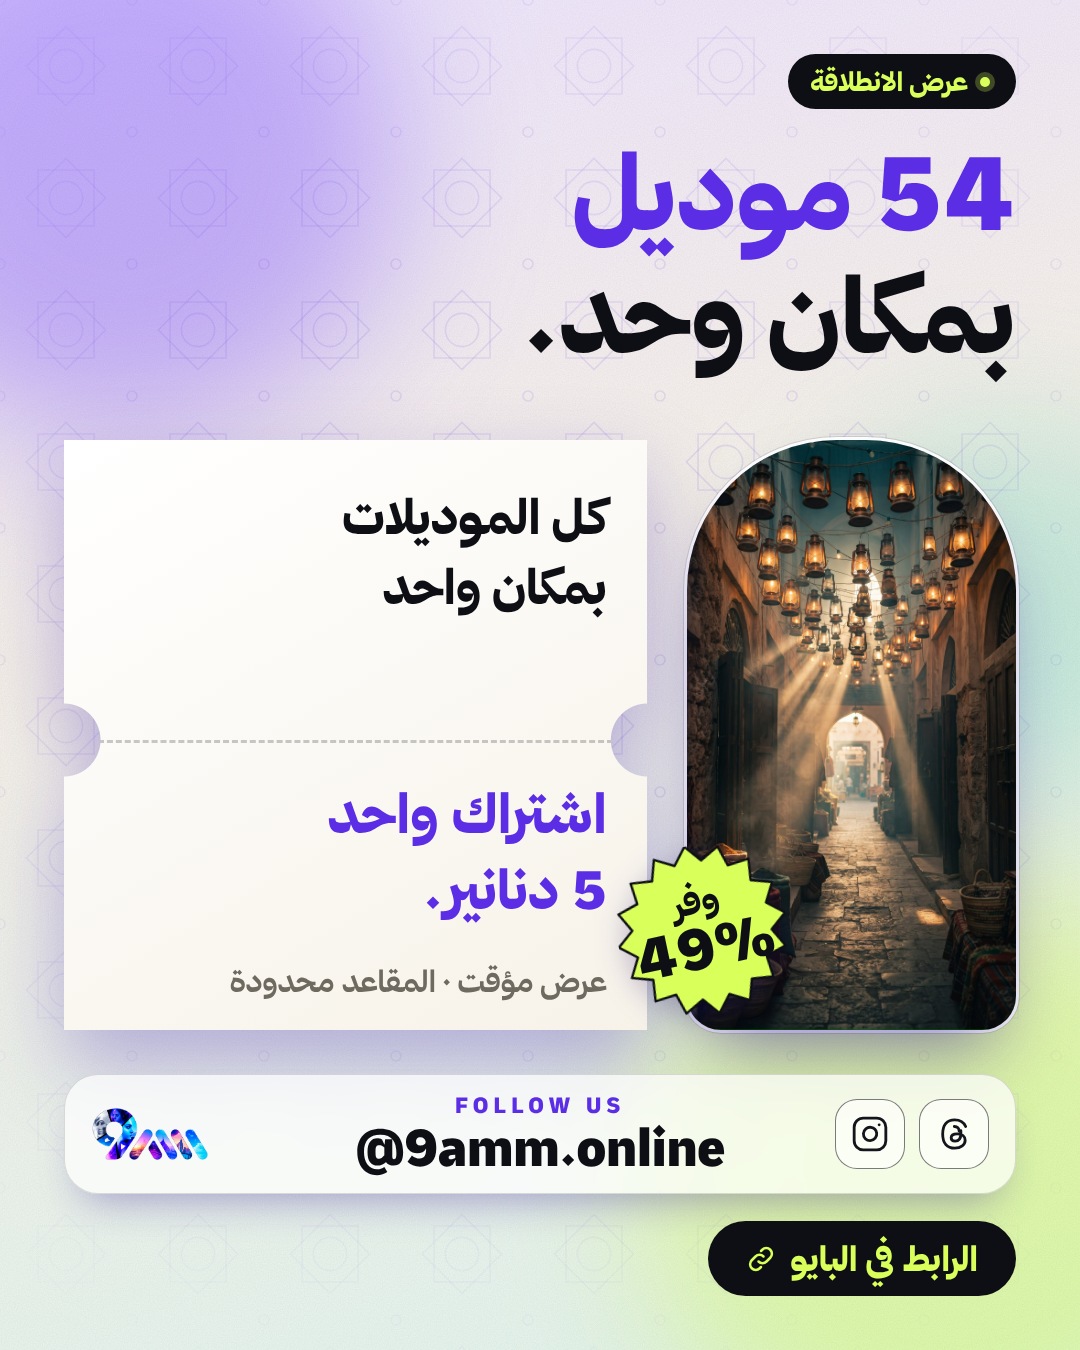 عرض الانطلاقة
54 موديل
بمكان وحد.
كل الموديلات
بمكان واحد
اشتراك واحد
5 دنانير.
عرض مؤقت · المقاعد محدودة
وفر
49%
FOLLOW US
@9amm.online
9amm
الرابط في البايو